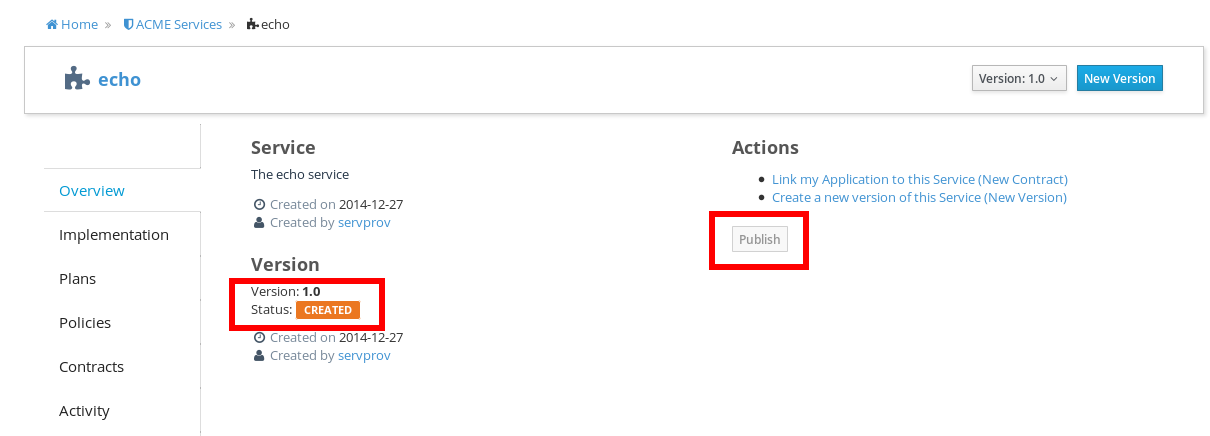 Home » ACME Services » echo
echo
Version: 1.0
New Version
Overview
Implementation
Plans
Policies
Contracts
Activity
Service
The echo service
Created on 2014-12-27
Created by servprov
Version
Version: 1.0
Status: CREATED
Created on 2014-12-27
Created by servprov
Actions
Link my Application to this Service (New Contract)
Create a new version of this Service (New Version)
Publish